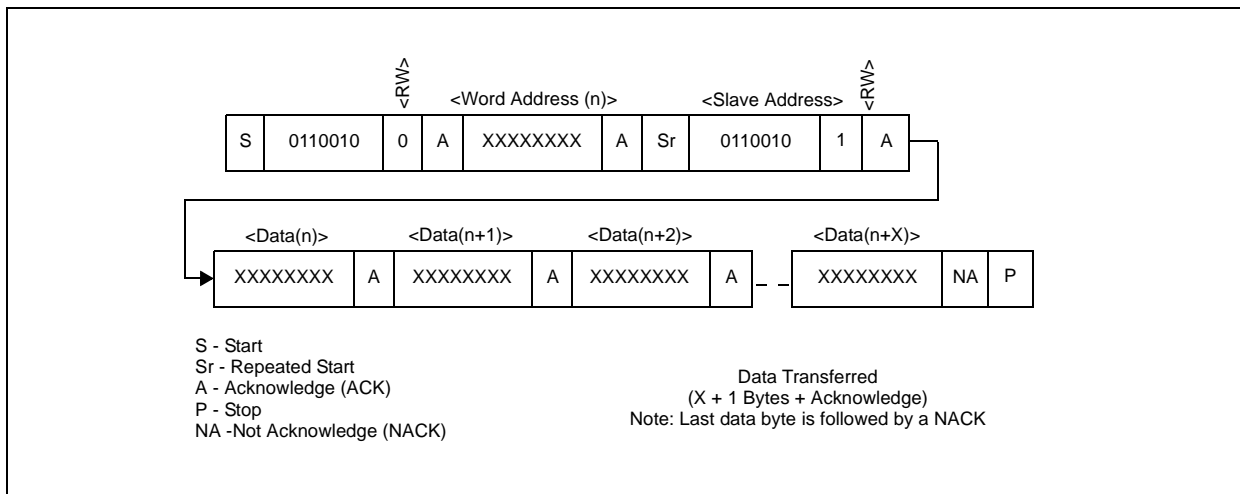 <RW> <Word Address (n)> <Slave Address> <RW>
S 0110010 0 A XXXXXXXX A Sr 0110010 1 A
<Data(n)> <Data(n+1)> <Data(n+2)> <Data(n+X)>
XXXXXXXX A XXXXXXXX A XXXXXXXX A XXXXXXXX NA P
S - Start
Sr - Repeated Start
A - Acknowledge (ACK)
P - Stop
NA -Not Acknowledge (NACK)
Data Transferred
(X + 1 Bytes + Acknowledge)
Note: Last data byte is followed by a NACK